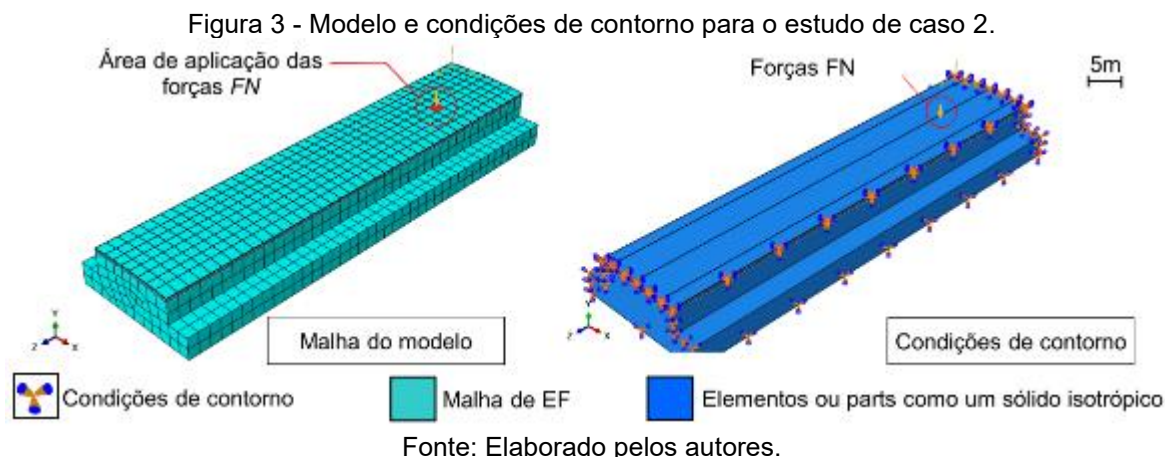 Figura 3 - Modelo e condições de contorno para o estudo de caso 2.
Área de aplicação das
forças FN
Forças FN
5m
Y
Z
X
Malha do modelo
Y
Z
X
Condições de contorno
Condições de contorno
Malha de EF
Elementos ou parts como um sólido isotrópico
Fonte: Elaborado pelos autores.